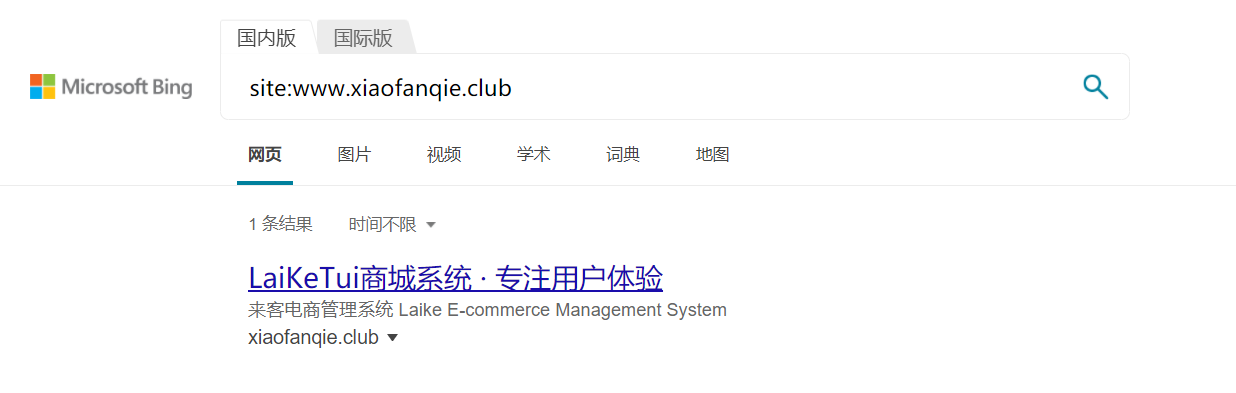 国内版 国际版
Microsoft Bing
site:www.xiaofanqie.club
网页 图片 视频 学术 词典 地图
1 条结果 时间不限
LaiKeTui商城系统 · 专注用户体验
来客电商管理系统 Laike E-commerce Management System
xiaofanqie.club